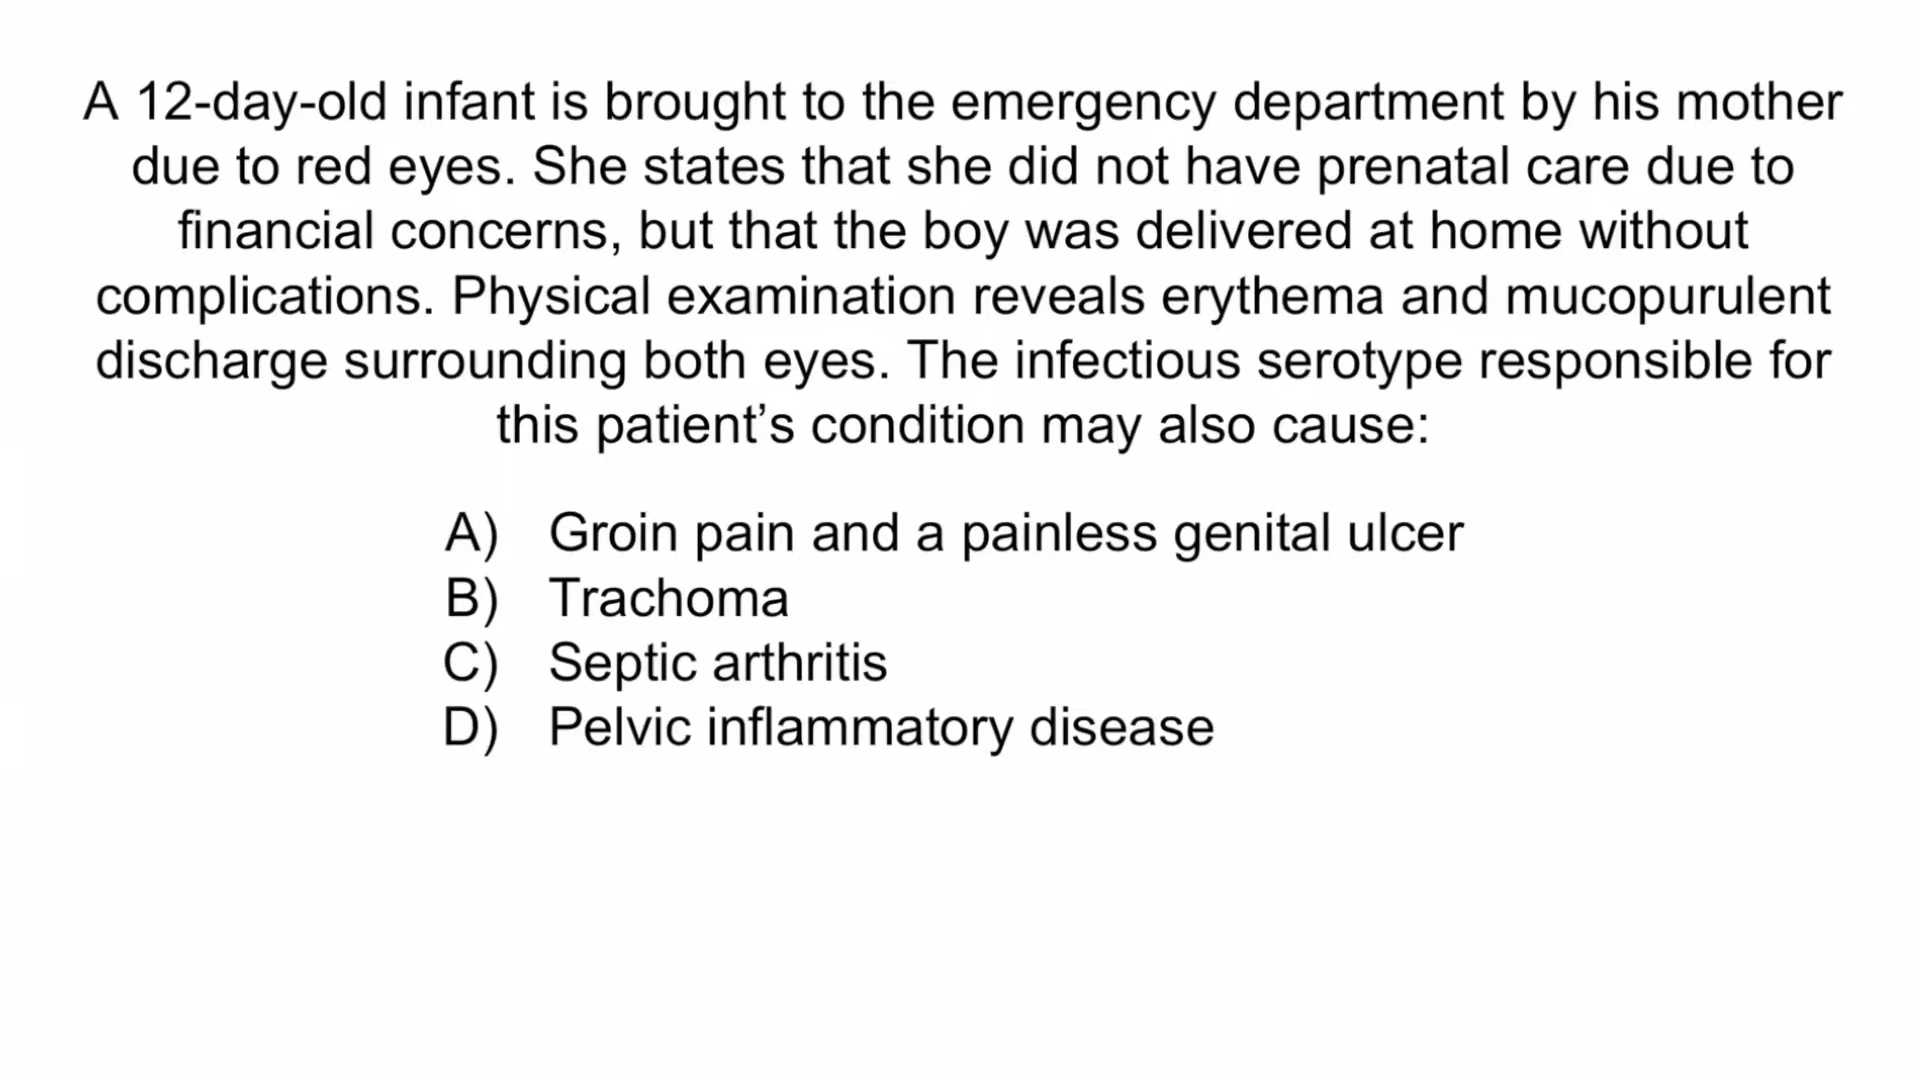 A 12-day-old infant is brought to the emergency department by his mother
due to red eyes. She states that she did not have prenatal care due to
financial concerns, but that the boy was delivered at home without
complications. Physical examination reveals erythema and mucopurulent
discharge surrounding both eyes. The infectious serotype responsible for
this patient’s condition may also cause:
A) Groin pain and a painless genital ulcer
B) Trachoma
C) Septic arthritis
D) Pelvic inflammatory disease